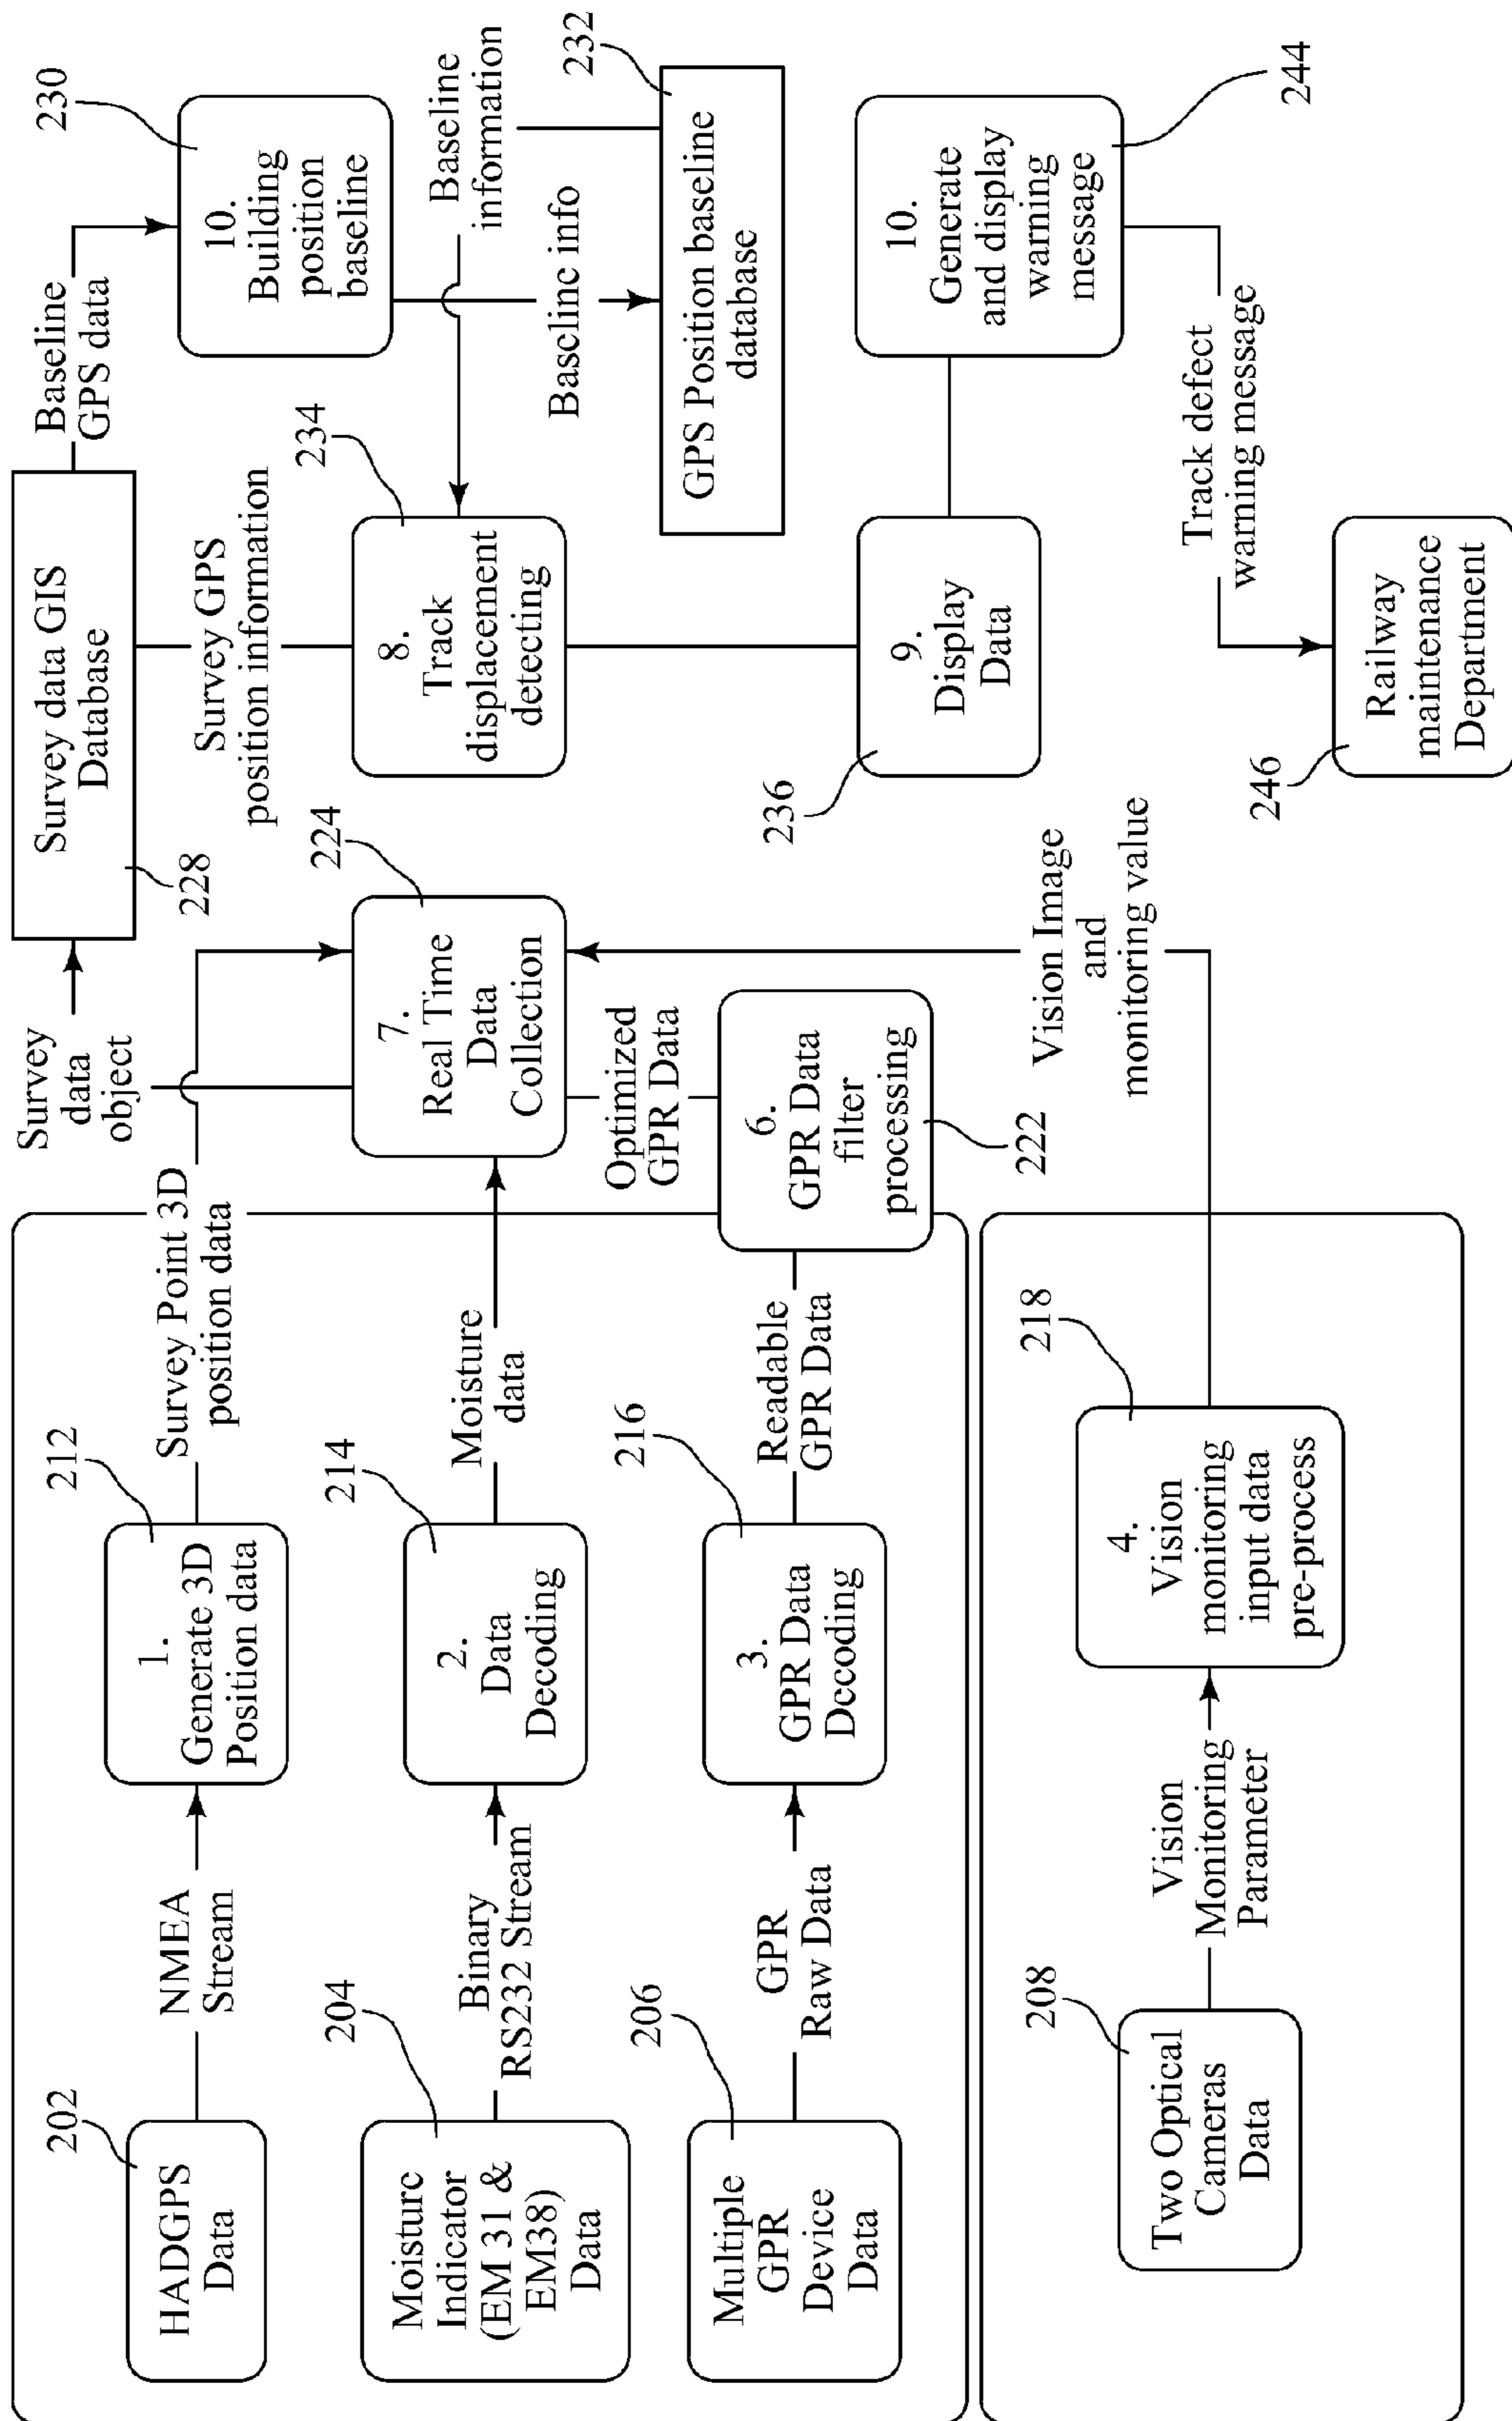 202
HADGPS
Data
NMEA
Stream
212
1.
Generate 3D
Position data
Survey Point 3D
position data
204
Moisture
Indicator
(EM 31 &
EM38)
Data
Binary
RS232 Stream
214
2.
Data
Decoding
Moisture
data
206
Multiple
GPR
Device
Data
GPR
Raw Data
216
3.
GPR Data
Decoding
Readable
GPR Data
6.
GPR Data
filter
processing
222
Optimized
GPR Data
208
Two Optical
Cameras
Data
Vision
Monitoring
Parameter
218
4.
Vision
monitoring
input data
pre-process
Vision Image
and
monitoring value
224
7.
Real Time
Data
Collection
Survey
data
object
Survey data GIS
Database
228
Baseline
GPS data
230
10.
Building
position
baseline
Survey GPS
position information
234
8.
Track
displacement
detecting
Baseline
information
Baseline info
232
GPS Position baseline
database
236
9.
Display
Data
10.
Generate
and display
warning
message
244
Track defect
warning message
246
Railway
maintenance
Department